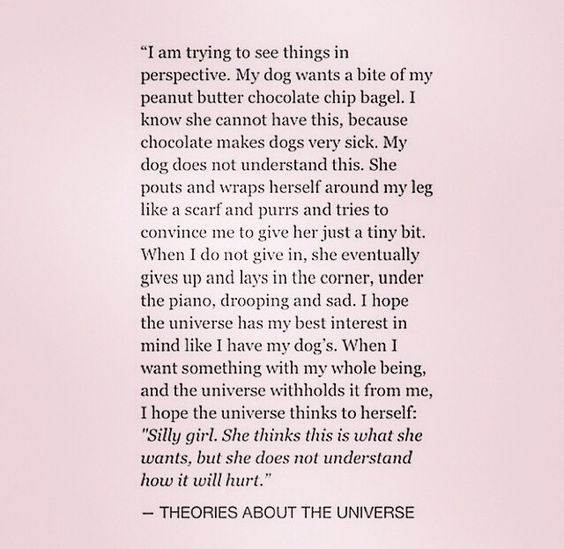 “I am trying to see things in
perspective. My dog wants a bite of my
peanut butter chocolate chip bagel. I
know she cannot have this, because
chocolate makes dogs very sick. My
dog does not understand this. She
pouts and wraps herself around my leg
like a scarf and purrs and tries to
convince me to give her just a tiny bit.
When I do not give in, she eventually
gives up and lays in the corner, under
the piano, drooping and sad. I hope
the universe has my best interest in
mind like I have my dog’s. When I
want something with my whole being,
and the universe withholds it from me,
I hope the universe thinks to herself:
"Silly girl. She thinks this is what she
wants, but she does not understand
how it will hurt.”
— THEORIES ABOUT THE UNIVERSE